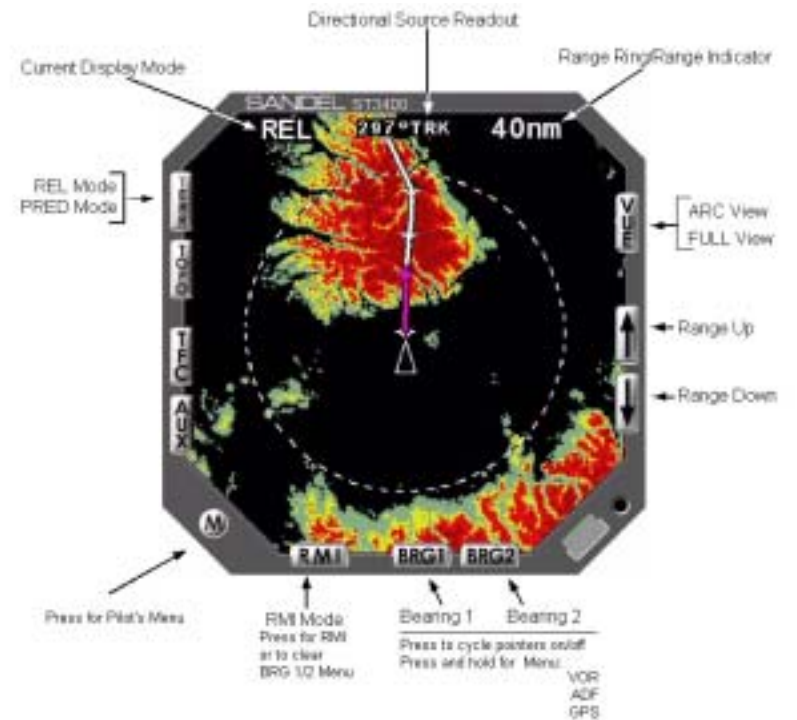 Directional Source Readout
Current Display Mode
Range Ring/Range Indicator
SANDEL ST3400
REL 297°TRK 40nm
REL Mode
PRED Mode
TERR
VUE
ARC View
FULL View
TOPO
Range Up
TFC
Range Down
AUX
M
RMI BRG1 BRG2
Press for Pilot's Menu
RMI Mode
Press for RMI
or to clear
BRG 1/2 Menu
Bearing 1 Bearing 2
Press to cycle pointers on/off
Press and hold for Menu:
VOR
ADF
GPS